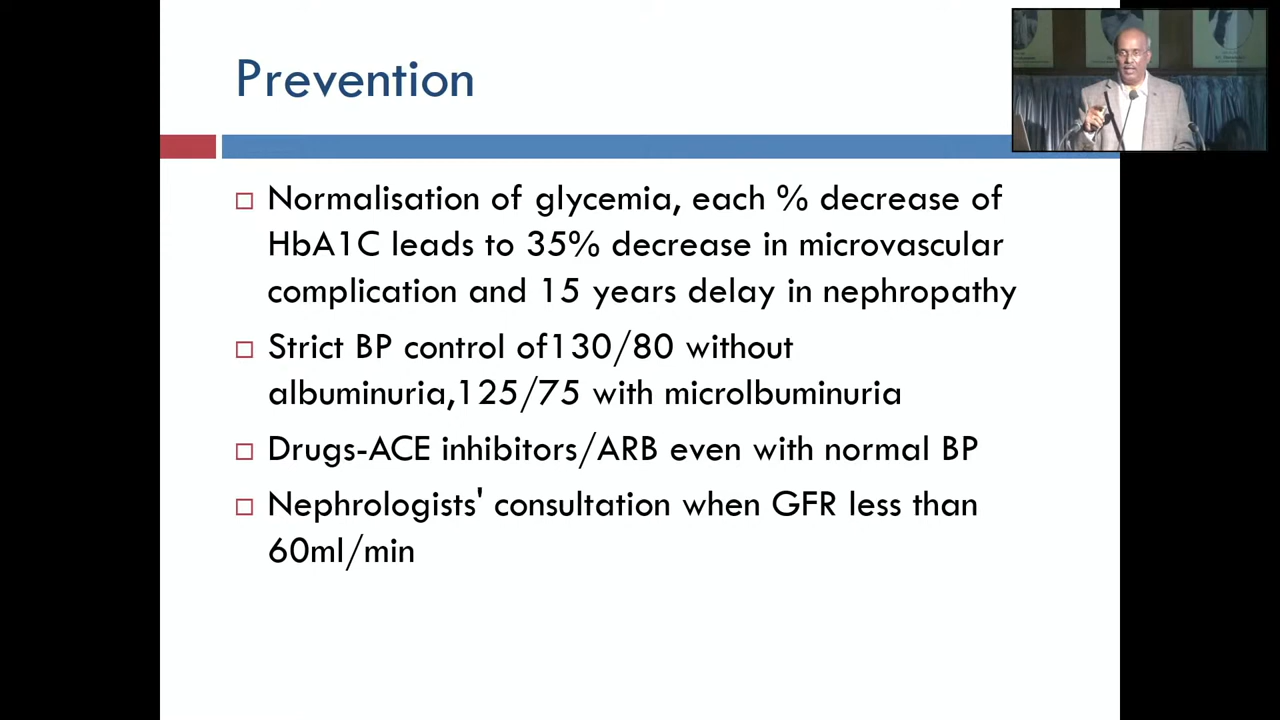 Prevention
Normalisation of glycemia, each % decrease of
HbA1C leads to 35% decrease in microvascular
complication and 15 years delay in nephropathy
Strict BP control of130/80 without
albuminuria,125/75 with microlbuminuria
Drugs-ACE inhibitors/ARB even with normal BP
Nephrologists' consultation when GFR less than
60ml/min